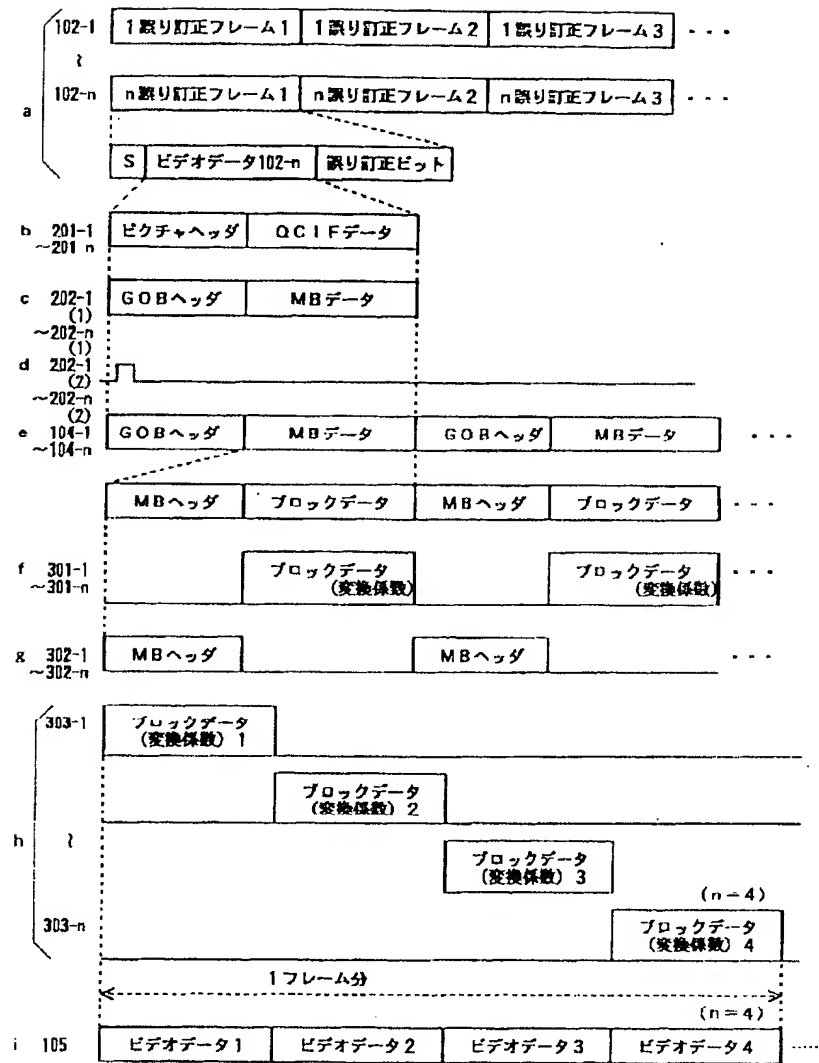 102-1 1誤り訂正フレーム1 1誤り訂正フレーム2 1誤り訂正フレーム3 ・・・
a 〜
102-n n誤り訂正フレーム1 n誤り訂正フレーム2 n誤り訂正フレーム3 ・・・
S ビデオデータ102-n 誤り訂正ビット
b 201-1 ピクチャヘッダ QCIFデータ
〜201-n
c 202-1 GOBヘッダ MBデータ
(1)
〜202-n
(1)
d 202-1
(2)
〜202-n
(2)
e 104-1 GOBヘッダ MBデータ GOBヘッダ MBデータ ・・・
〜104-n
MBヘッダ ブロックデータ MBヘッダ ブロックデータ ・・・
f 301-1 ブロックデータ ブロックデータ ・・・
〜301-n (変換係数) (変換係数)
g 302-1 MBヘッダ MBヘッダ ・・・
〜302-n
303-1 ブロックデータ
(変換係数) 1
ブロックデータ
(変換係数) 2
h 〜
ブロックデータ
(変換係数) 3
(n=4)
303-n ブロックデータ
(変換係数) 4
1フレーム分
(n=4)
i 105 ビデオデータ1 ビデオデータ2 ビデオデータ3 ビデオデータ4 ……